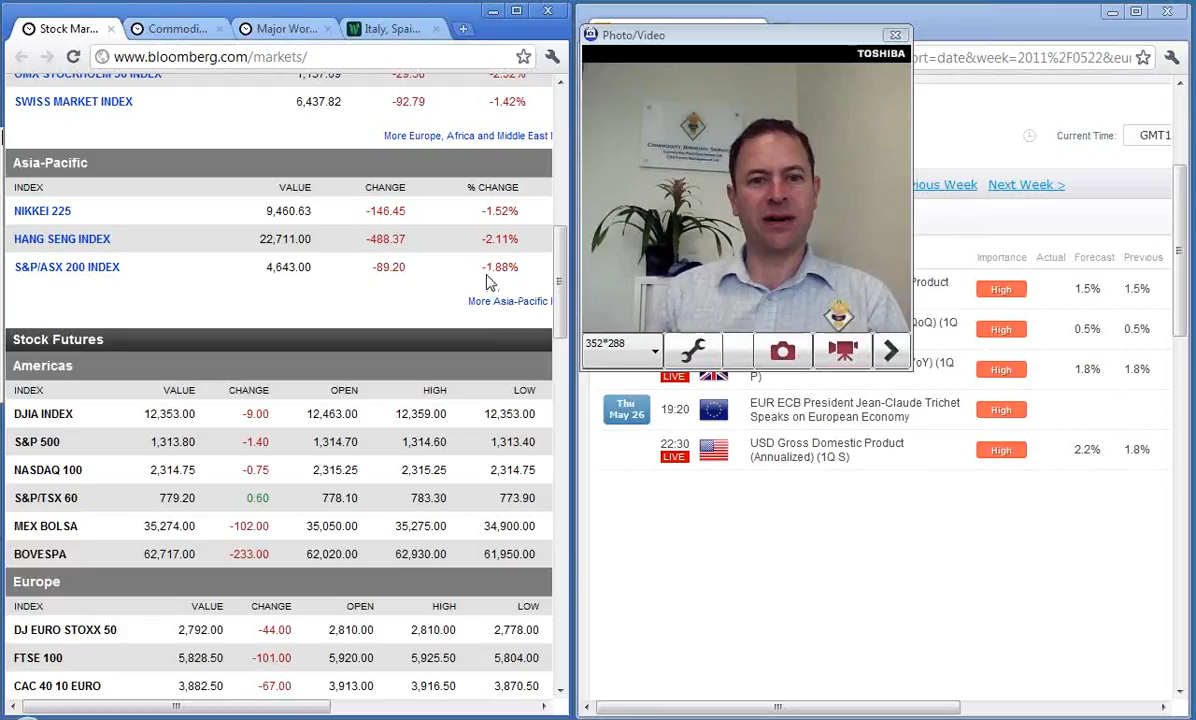 Stock Mar...
Commodi...
Major Wor...
Italy, Spai...
www.bloomberg.com/markets/
SWISS MARKET INDEX 6,437.82 -92.79 -1.42%
More Europe, Africa and Middle East
Asia-Pacific
INDEX VALUE CHANGE % CHANGE
NIKKEI 225 9,460.63 -146.45 -1.52%
HANG SENG INDEX 22,711.00 -488.37 -2.11%
S&P/ASX 200 INDEX 4,643.00 -89.20 -1.88%
More Asia-Pacific
Stock Futures
Americas
INDEX VALUE CHANGE OPEN HIGH LOW
DJIA INDEX 12,353.00 -9.00 12,463.00 12,359.00 12,353.00
S&P 500 1,313.80 -1.40 1,314.70 1,314.60 1,313.40
NASDAQ 100 2,314.75 -0.75 2,315.25 2,315.25 2,314.75
S&P/TSX 60 779.20 0.60 778.10 783.30 773.90
MEX BOLSA 35,274.00 -102.00 35,050.00 35,275.00 34,900.00
BOVESPA 62,717.00 -233.00 62,020.00 62,930.00 61,950.00
Europe
INDEX VALUE CHANGE OPEN HIGH LOW
DJ EURO STOXX 50 2,792.00 -44.00 2,810.00 2,810.00 2,778.00
FTSE 100 5,828.50 -101.00 5,920.00 5,925.50 5,804.00
CAC 40 10 EURO 3,882.50 -67.00 3,913.00 3,916.50 3,870.50
Photo/Video
TOSHIBA
352*288
ort=date&week=2011%2F0522&eur
Current Time: GMT1
vious Week Next Week >
Importance Actual Forecast Previous
Product High 1.5% 1.5%
QoQ) (1Q High 0.5% 0.5%
YoY) (1Q High 1.8% 1.8%
LIVE P)
Thu
May 26
19:20 EUR ECB President Jean-Claude Trichet
Speaks on European Economy
High
22:30 USD Gross Domestic Product
LIVE (Annualized) (1Q S)
High 2.2% 1.8%